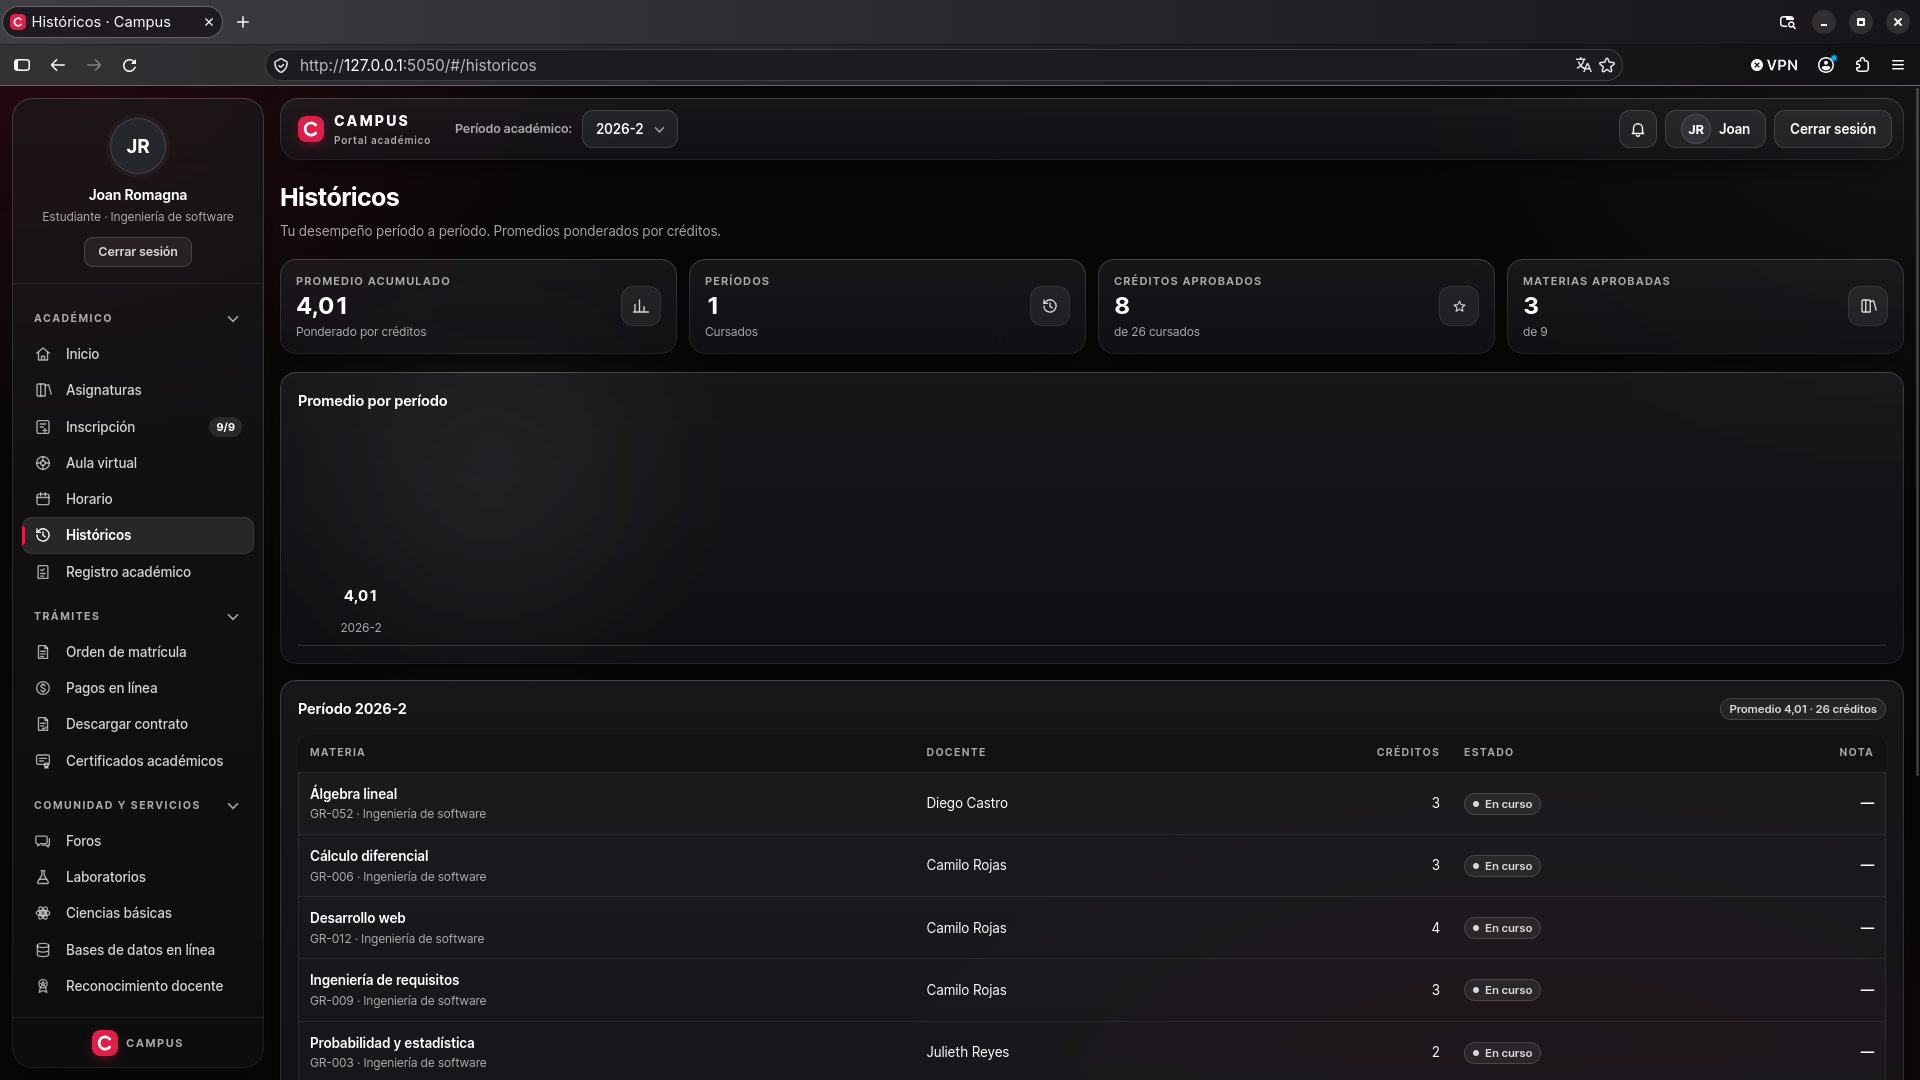 Históricos · Campus
http://127.0.0.1:5050/#/historicos
VPN
JR
Joan Romagna
Estudiante · Ingeniería de software
Cerrar sesión
ACADÉMICO
Inicio
Asignaturas
Inscripción 9/9
Aula virtual
Horario
Históricos
Registro académico
TRÁMITES
Orden de matrícula
Pagos en línea
Descargar contrato
Certificados académicos
COMUNIDAD Y SERVICIOS
Foros
Laboratorios
Ciencias básicas
Bases de datos en línea
Reconocimiento docente
C CAMPUS
C CAMPUS
Portal académico
Período académico: 2026-2
JR Joan
Cerrar sesión
Históricos
Tu desempeño período a período. Promedios ponderados por créditos.
PROMEDIO ACUMULADO
4,01
Ponderado por créditos
PERÍODOS
1
Cursados
CRÉDITOS APROBADOS
8
de 26 cursados
MATERIAS APROBADAS
3
de 9
Promedio por período
4,01
2026-2
Período 2026-2
Promedio 4,01 · 26 créditos
MATERIA DOCENTE CRÉDITOS ESTADO NOTA
Álgebra lineal
GR-052 · Ingeniería de software
Diego Castro 3 En curso —
Cálculo diferencial
GR-006 · Ingeniería de software
Camilo Rojas 3 En curso —
Desarrollo web
GR-012 · Ingeniería de software
Camilo Rojas 4 En curso —
Ingeniería de requisitos
GR-009 · Ingeniería de software
Camilo Rojas 3 En curso —
Probabilidad y estadística
GR-003 · Ingeniería de software
Julieth Reyes 2 En curso —